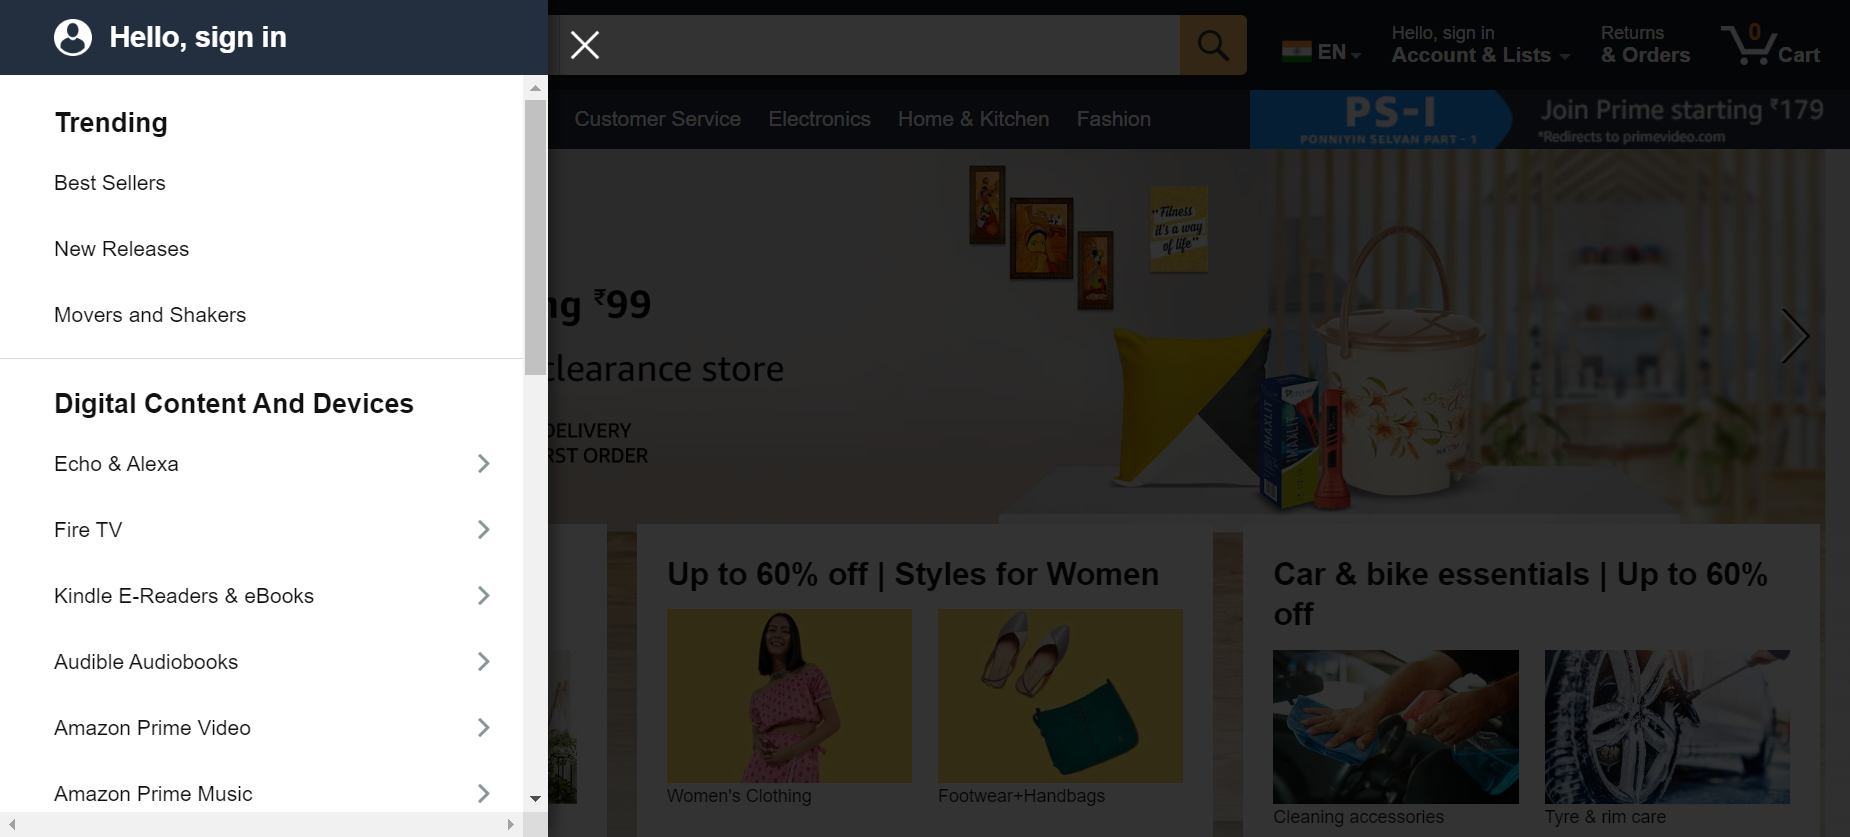 Hello, sign in
Trending
Best Sellers
New Releases
Movers and Shakers
Digital Content And Devices
Echo & Alexa
Fire TV
Kindle E-Readers & eBooks
Audible Audiobooks
Amazon Prime Video
Amazon Prime Music
EN
Hello, sign in
Account & Lists
Returns
& Orders
0
Cart
Customer Service
Electronics
Home & Kitchen
Fashion
PS-I
PONNIYIN SELVAN PART - 1
Join Prime starting ₹179
*Redirects to primevideo.com
₹99
clearance store
DELIVERY
ORDER
"Fitness
it's a way
of life"
IMAXLIT
Up to 60% off | Styles for Women
Women's Clothing
Footwear+Handbags
Car & bike essentials | Up to 60%
off
Cleaning accessories
Tyre & rim care